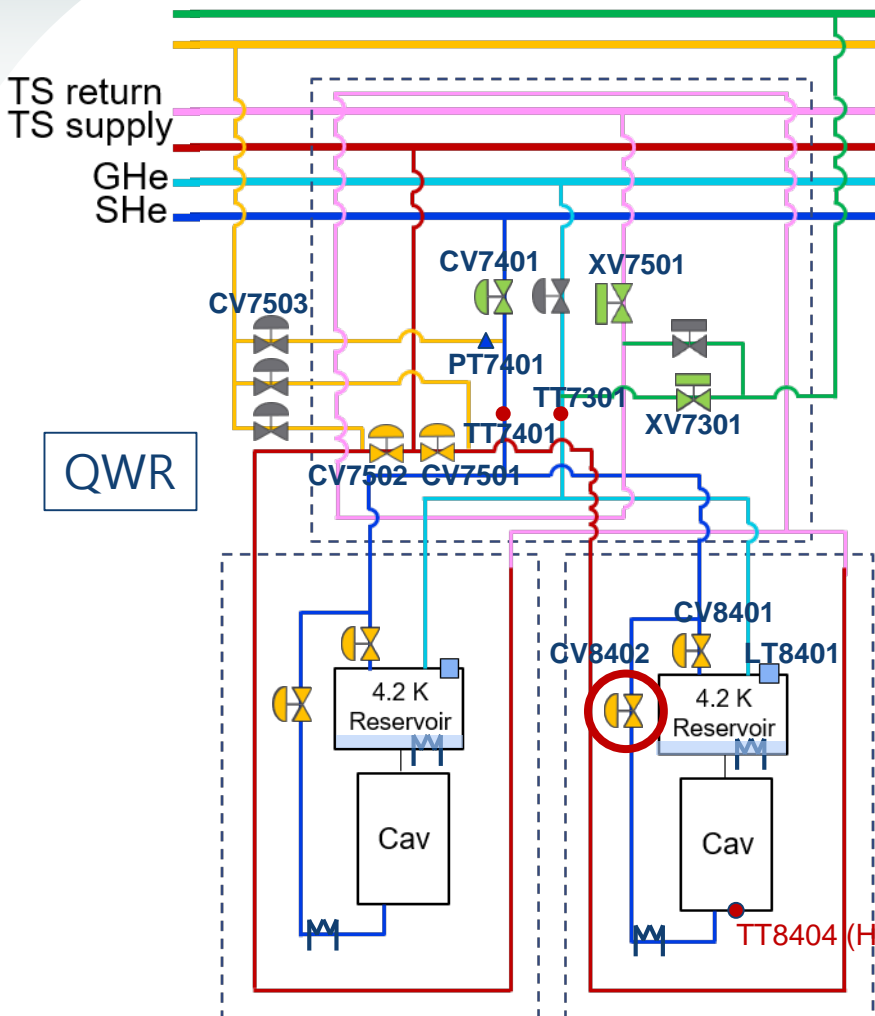 TS return
TS supply
GHe
SHe
CV7401
XV7501
CV7503
PT7401
TT7301
XV7301
TT7401
CV7502
CV7501
QWR
CV8401
CV8402
LT8401
4.2 K
Reservoir
4.2 K
Reservoir
Cav
Cav
TT8404 (H